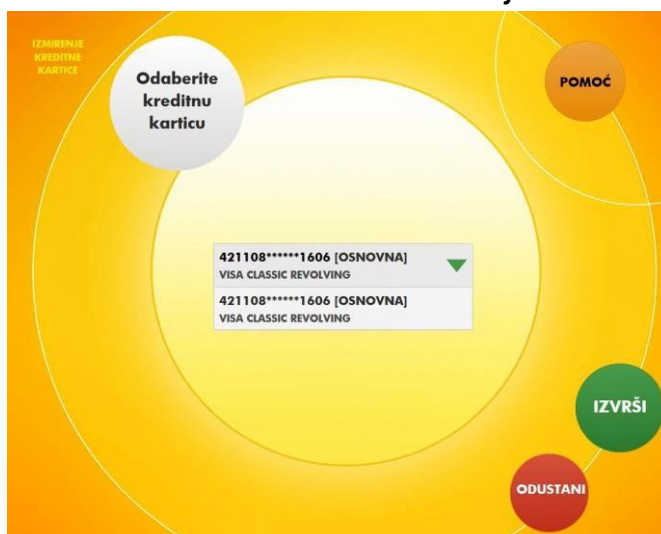 IZMIRENJE
KREDITNE
KARTICE
Odaberite
kreditnu
karticu
POMOĆ
421108******1606 [OSNOVNA]
VISA CLASSIC REVOLVING
421108******1606 [OSNOVNA]
VISA CLASSIC REVOLVING
IZVRŠI
ODUSTANI